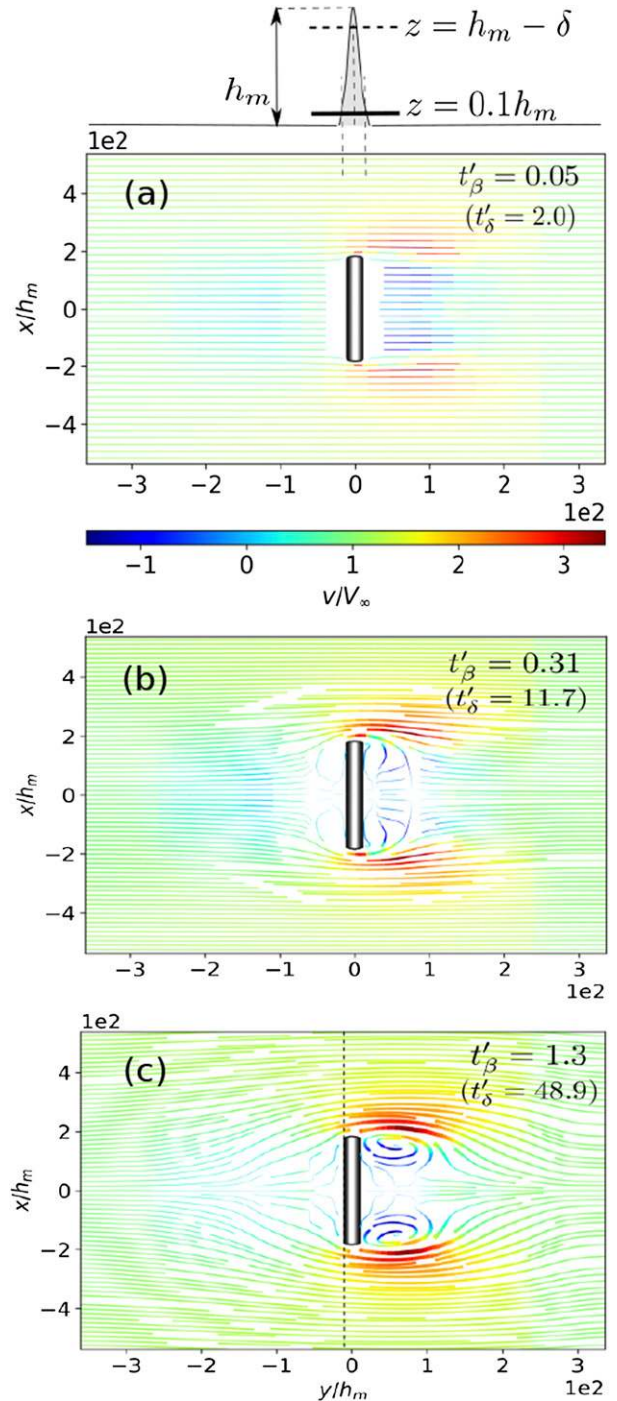 z = h_m − δ
h_m
z = 0.1h_m
1e2
(a)
t′_β = 0.05
(t′_δ = 2.0)
4
2
0
−2
−4
x/h_m
−3 −2 −1 0 1 2 3
1e2
−1 0 1 2 3
v/V_∞
1e2
(b)
t′_β = 0.31
(t′_δ = 11.7)
4
2
0
−2
−4
x/h_m
−3 −2 −1 0 1 2 3
1e2
1e2
(c)
t′_β = 1.3
(t′_δ = 48.9)
4
2
0
−2
−4
x/h_m
−3 −2 −1 0 1 2 3
y/h_m
1e2